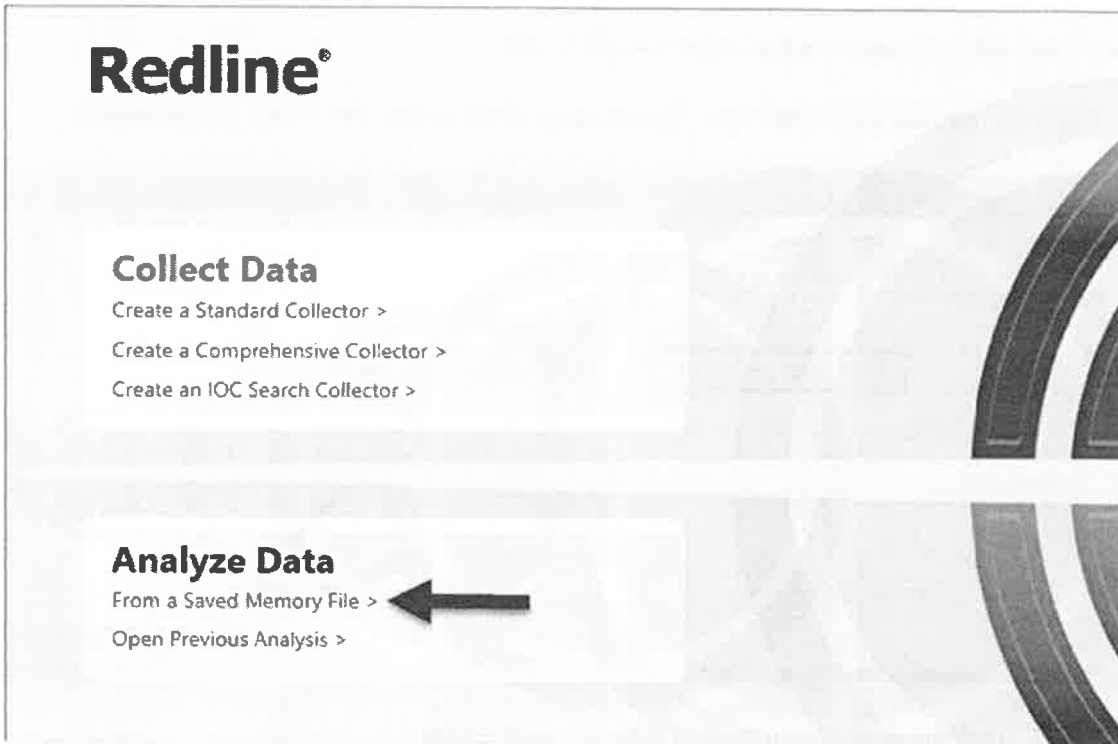 Redline®
Collect Data
Create a Standard Collector >
Create a Comprehensive Collector >
Create an IOC Search Collector >
Analyze Data
From a Saved Memory File >
Open Previous Analysis >